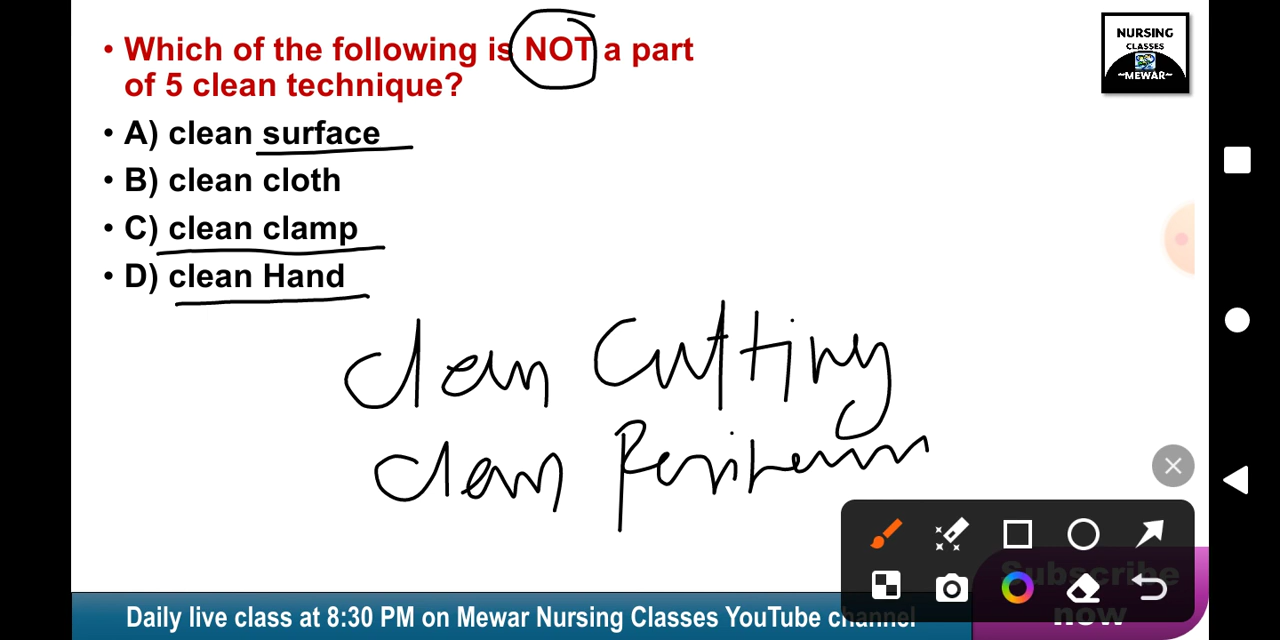 • Which of the following is NOT a part
of 5 clean technique?
• A) clean surface
• B) clean cloth
• C) clean clamp
• D) clean Hand
clean Cutting
clean
NURSING
CLASSES
~MEWAR~
Subscribe
now
Daily live class at 8:30 PM on Mewar Nursing Classes YouTube channel